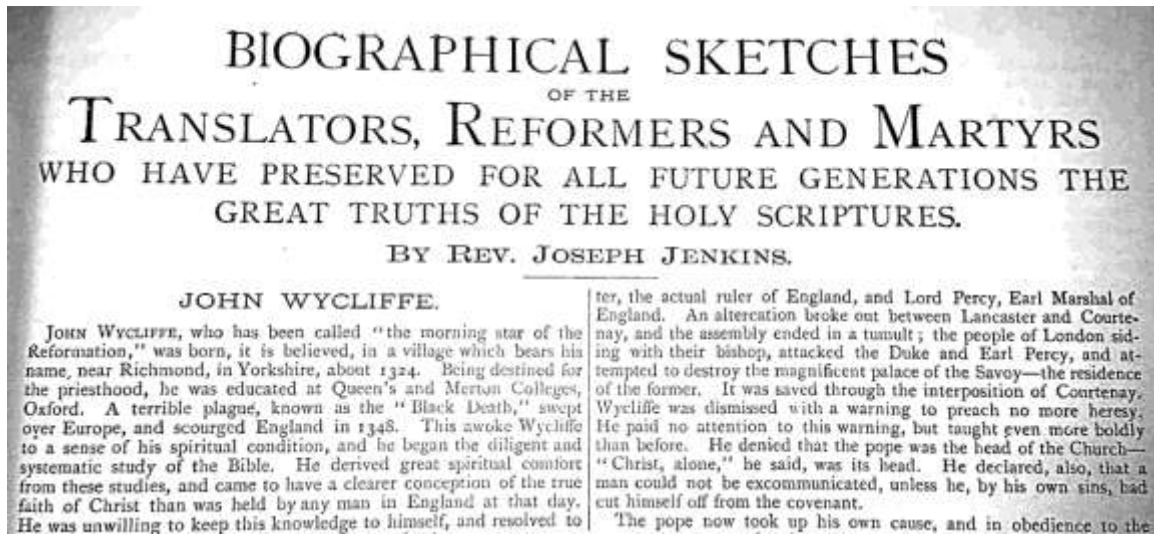 BIOGRAPHICAL SKETCHES
OF THE
TRANSLATORS, REFORMERS AND MARTYRS
WHO HAVE PRESERVED FOR ALL FUTURE GENERATIONS THE
GREAT TRUTHS OF THE HOLY SCRIPTURES.
BY REV. JOSEPH JENKINS.
JOHN WYCLIFFE.
JOHN WYCLIFFE, who has been called "the morning star of the
Reformation," was born, it is believed, in a village which bears his
name, near Richmond, in Yorkshire, about 1324. Being destined for
the priesthood, he was educated at Queen's and Merton Colleges,
Oxford. A terrible plague, known as the "Black Death," swept
over Europe, and scourged England in 1348. This awoke Wycliffe
to a sense of his spiritual condition, and he began the diligent and
systematic study of the Bible. He derived great spiritual comfort
from these studies, and came to have a clearer conception of the true
faith of Christ than was held by any man in England at that day.
He was unwilling to keep this knowledge to himself, and resolved to
ter, the actual ruler of England, and Lord Percy, Earl Marshal of
England. An altercation broke out between Lancaster and Courte-
nay, and the assembly ended in a tumult; the people of London sid-
ing with their bishop, attacked the Duke and Earl Percy, and at-
tempted to destroy the magnificent palace of the Savoy—the residence
of the former. It was saved through the interposition of Courtenay.
Wycliffe was dismissed with a warning to preach no more heresy.
He paid no attention to this warning, but taught even more boldly
than before. He denied that the pope was the head of the Church—
"Christ, alone," he said, was its head. He declared, also, that a
man could not be excommunicated, unless he, by his own sins, had
cut himself off from the covenant.
The pope now took up his own cause, and in obedience to the